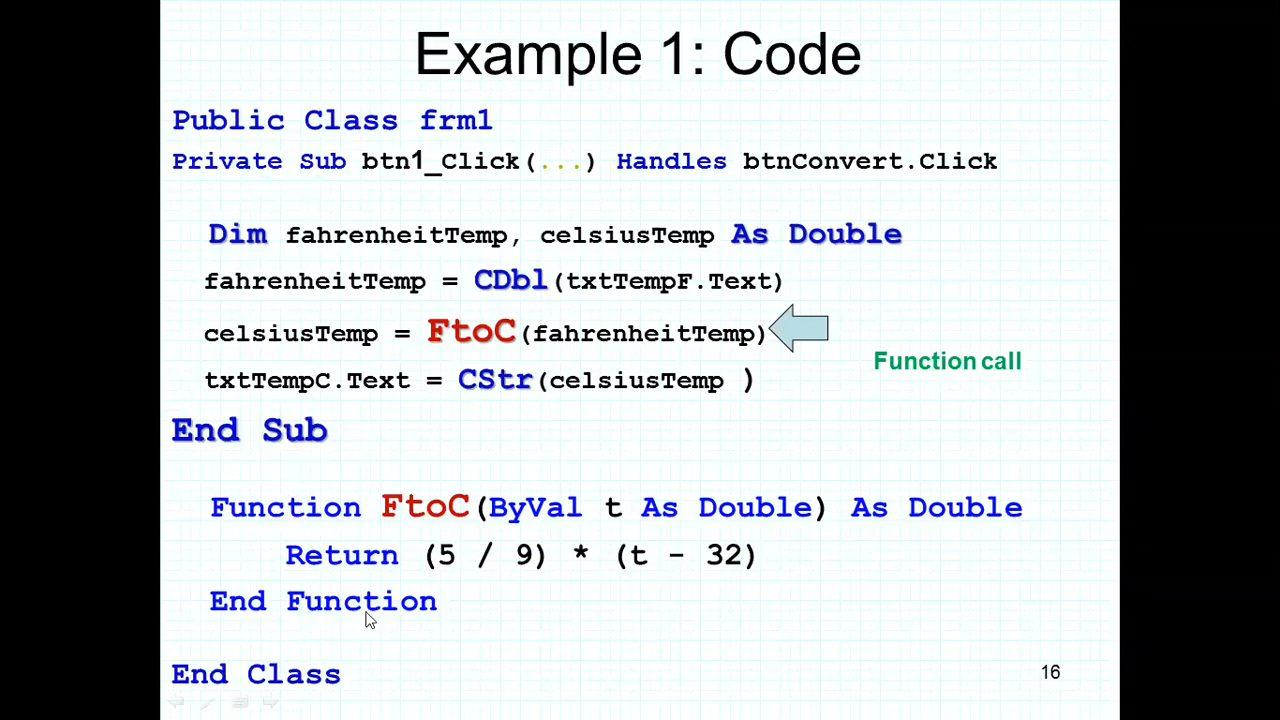 Example 1: Code
Public Class frm1
Private Sub btn1_Click(...) Handles btnConvert.Click
Dim fahrenheitTemp, celsiusTemp As Double
fahrenheitTemp = CDbl(txtTempF.Text)
celsiusTemp = FtoC(fahrenheitTemp)
Function call
txtTempC.Text = CStr(celsiusTemp )
End Sub
Function FtoC(ByVal t As Double) As Double
Return (5 / 9) * (t - 32)
End Function
End Class
16